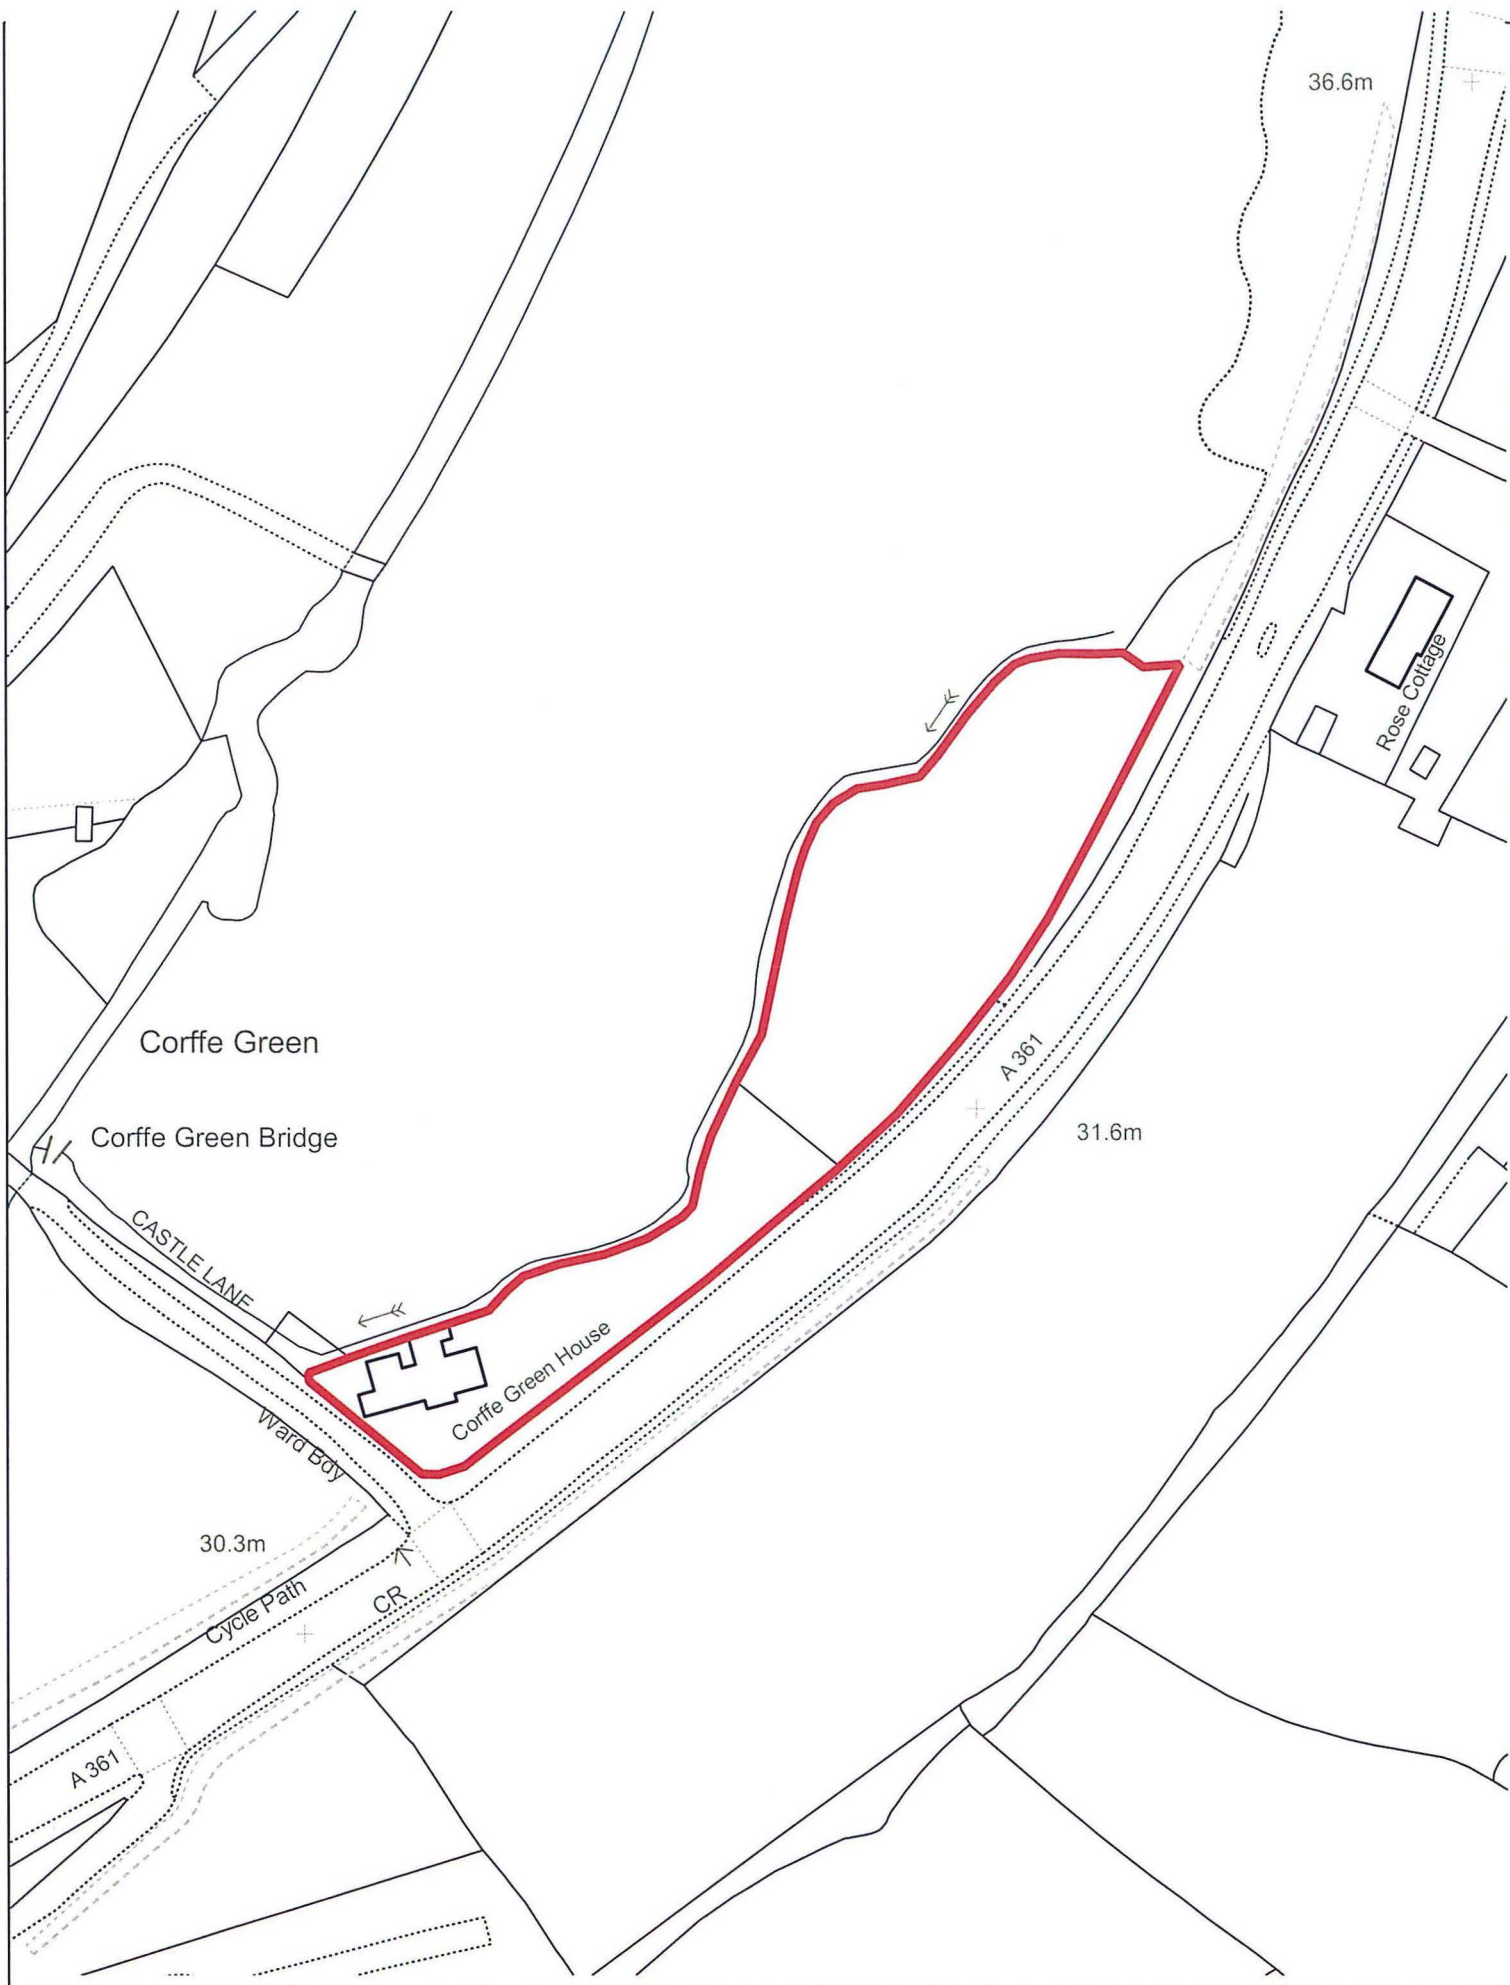 36.6m
Rose Cottage
Corffe Green
A 361
Corffe Green Bridge
31.6m
CASTLE LANE
Corffe Green House
Ward Bdy
30.3m
Cycle Path
CR
A 361